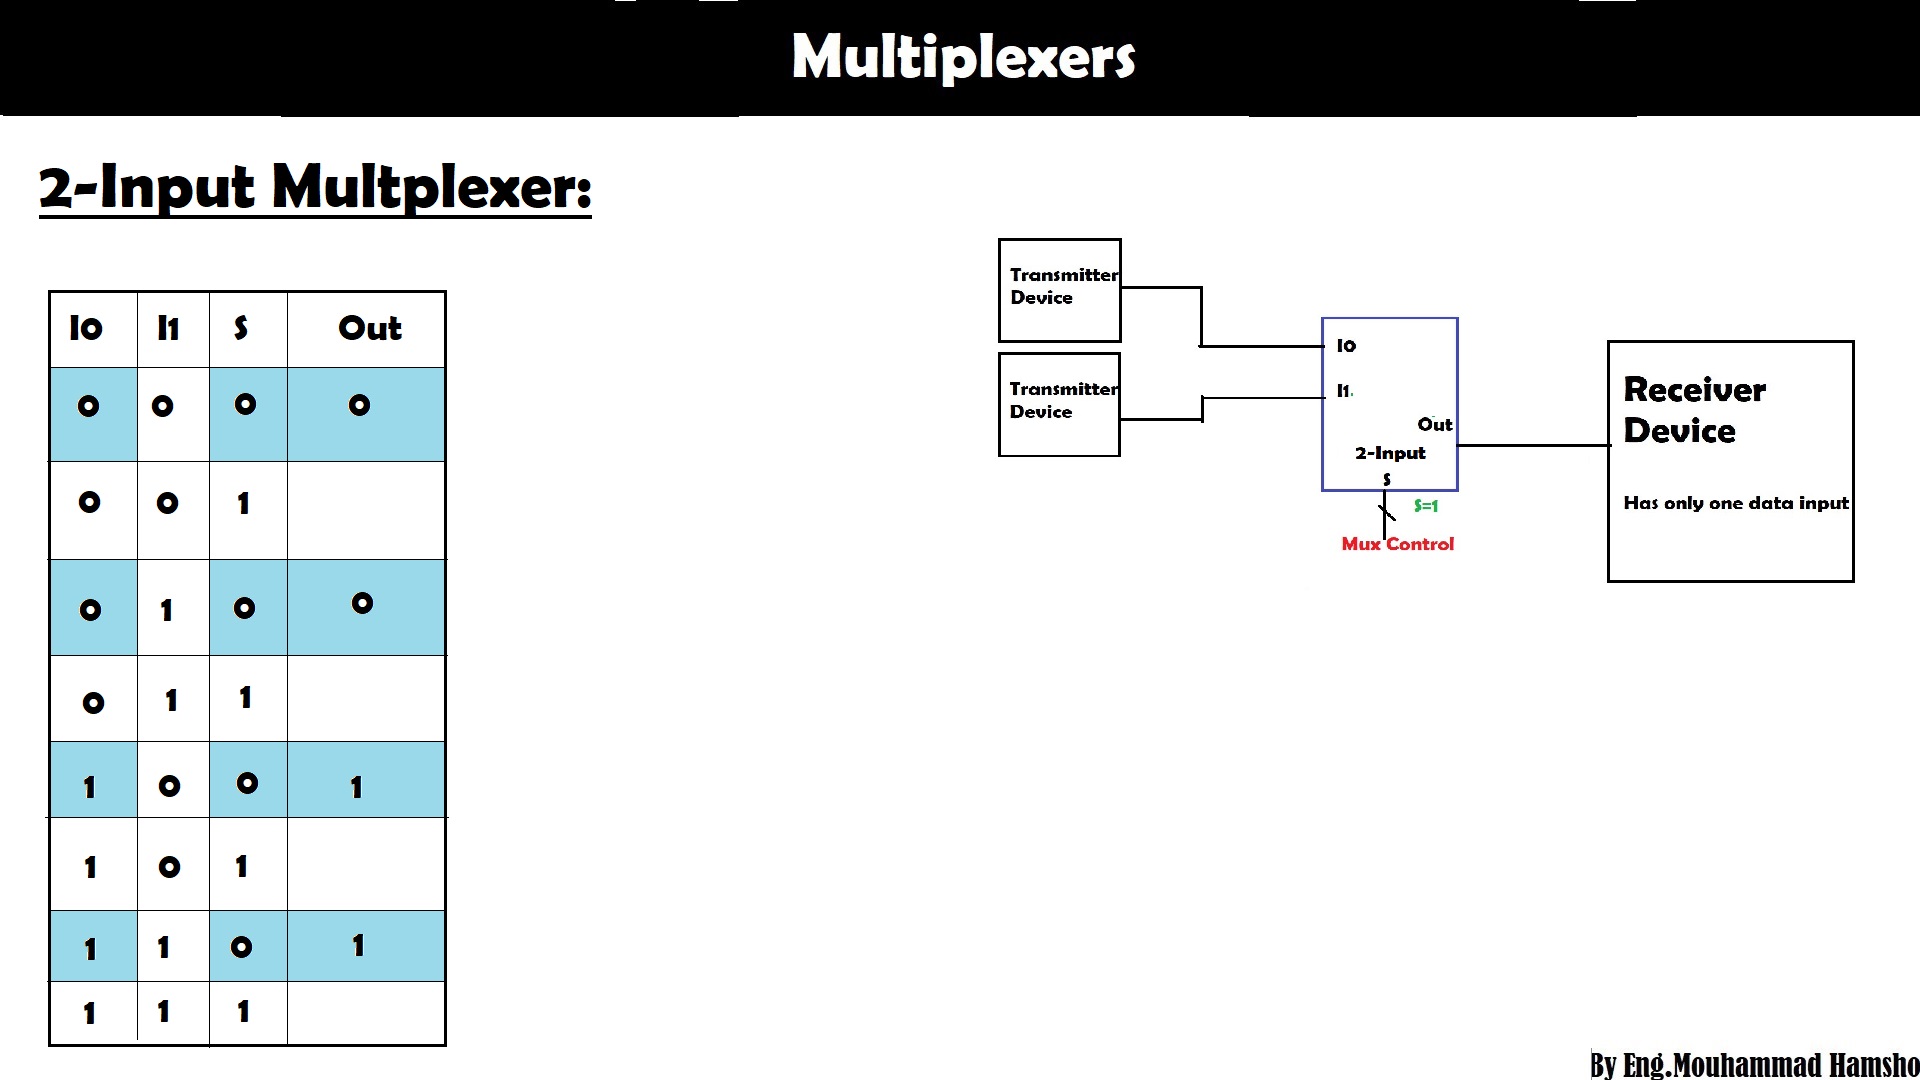 Multiplexers
2-Input Multplexer:
I0 I1 S Out
0 0 0 0
0 0 1
0 1 0 0
0 1 1
1 0 0 1
1 0 1
1 1 0 1
1 1 1
Transmitter
Device
Transmitter
Device
I0
I1
Out
2-Input
S
S=1
Mux Control
Receiver
Device
Has only one data input
By Eng.Mouhammad Hamsho